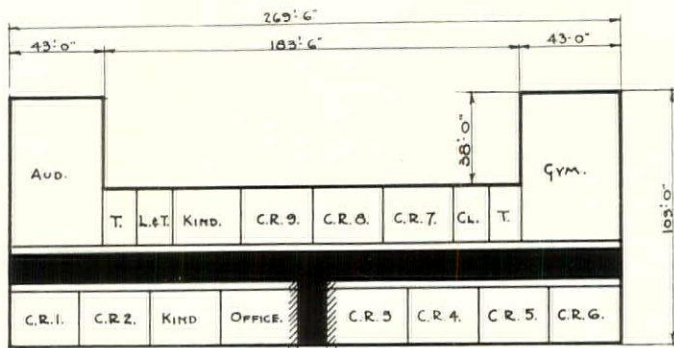 269'-6"
43'-0" 183'-6" 43'-0"
38'-0"
AUD. GYM.
T. L.&T. KIND. C.R.9. C.R.8. C.R.7. CL. T.
109'-0"
C.R.1. C.R.2. KIND OFFICE. C.R.3 C.R.4. C.R.5. C.R.6.